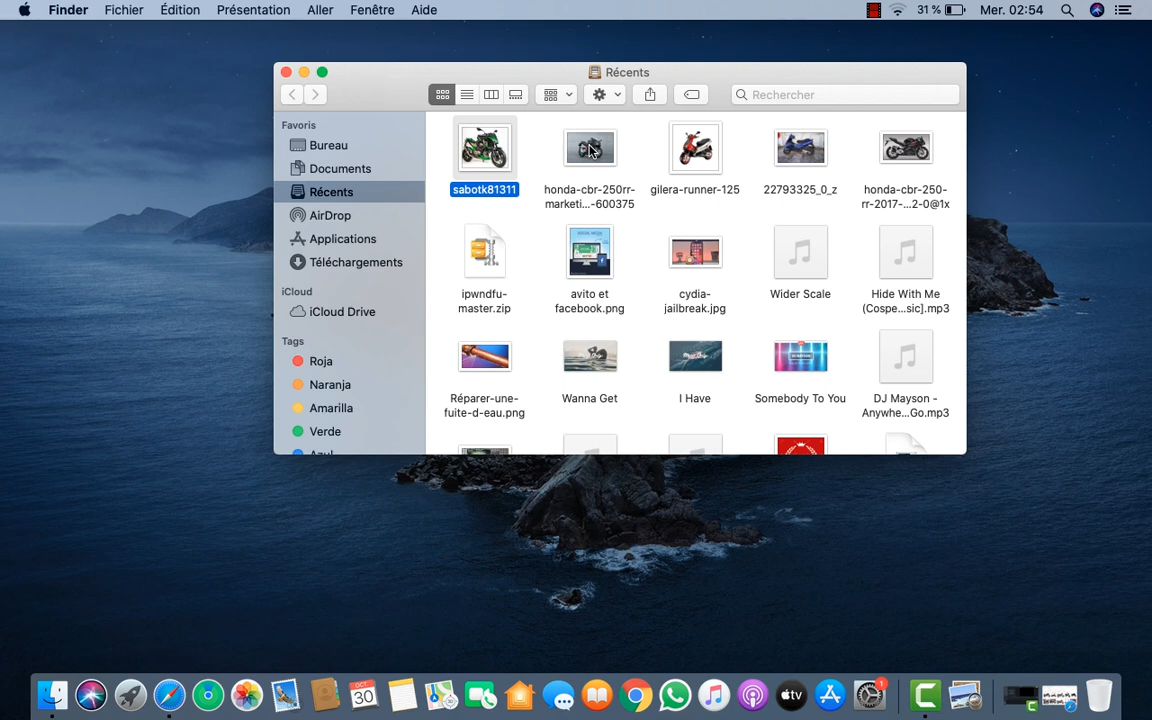 Finder Fichier Édition Présentation Aller Fenêtre Aide 31 % Mer. 02:54
Récents
Rechercher
Favoris
Bureau
Documents
Récents
AirDrop
Applications
Téléchargements
iCloud
iCloud Drive
Tags
Roja
Naranja
Amarilla
Verde
Azul
sabotk81311
honda-cbr-250rr-
marketi...-600375
gilera-runner-125
22793325_0_z
honda-cbr-250-
rr-2017-...2-0@1x
ipwndfu-
master.zip
avito et
facebook.png
cydia-
jailbreak.jpg
Wider Scale
Hide With Me
(Cospe...sic].mp3
Réparer-une-
fuite-d-eau.png
Wanna Get
I Have
Somebody To You
DJ Mayson -
Anywhe...Go.mp3
OCT
30
tv
1